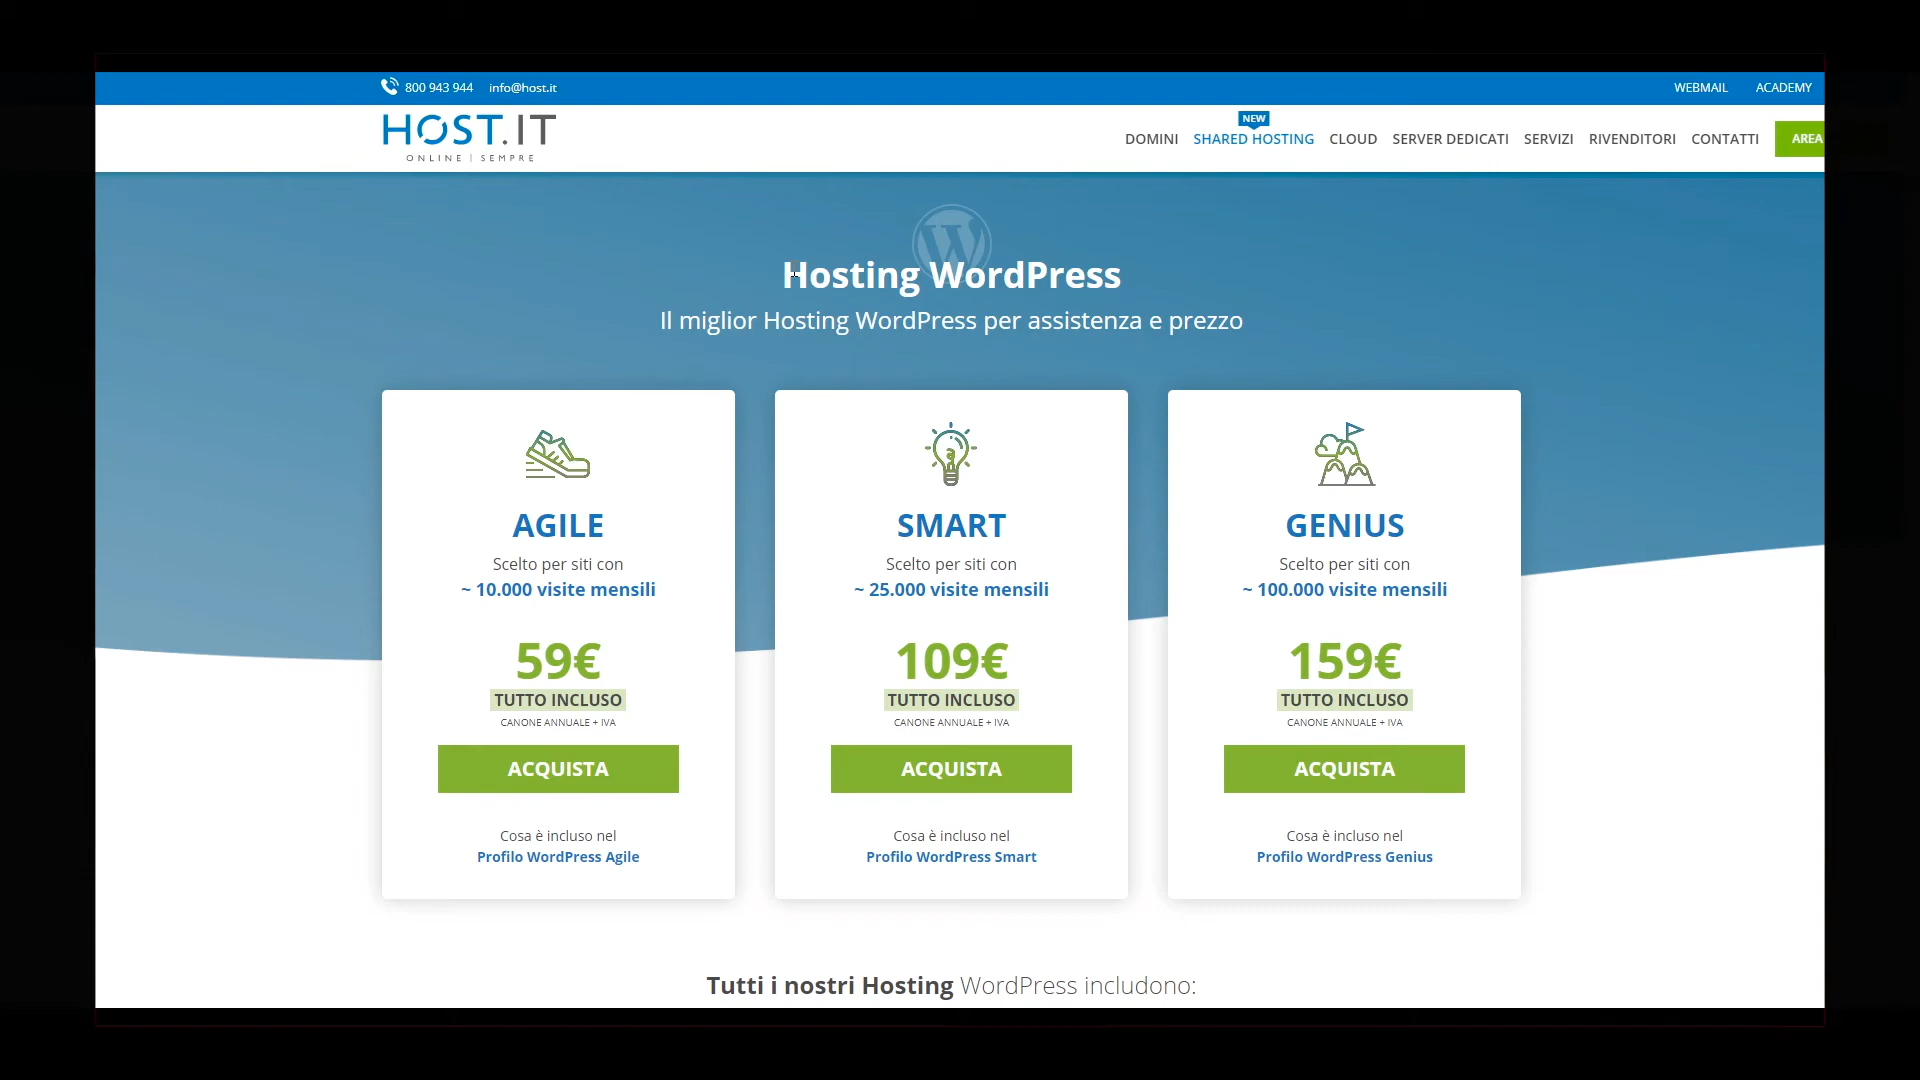 800 943 944 info@host.it WEBMAIL ACADEMY
HOST.IT
ONLINE | SEMPRE
NEW
DOMINI SHARED HOSTING CLOUD SERVER DEDICATI SERVIZI RIVENDITORI CONTATTI AREA
Hosting WordPress
Il miglior Hosting WordPress per assistenza e prezzo
AGILE
Scelto per siti con
~ 10.000 visite mensili
59€
TUTTO INCLUSO
CANONE ANNUALE + IVA
ACQUISTA
Cosa è incluso nel
Profilo WordPress Agile
SMART
Scelto per siti con
~ 25.000 visite mensili
109€
TUTTO INCLUSO
CANONE ANNUALE + IVA
ACQUISTA
Cosa è incluso nel
Profilo WordPress Smart
GENIUS
Scelto per siti con
~ 100.000 visite mensili
159€
TUTTO INCLUSO
CANONE ANNUALE + IVA
ACQUISTA
Cosa è incluso nel
Profilo WordPress Genius
Tutti i nostri Hosting WordPress includono: